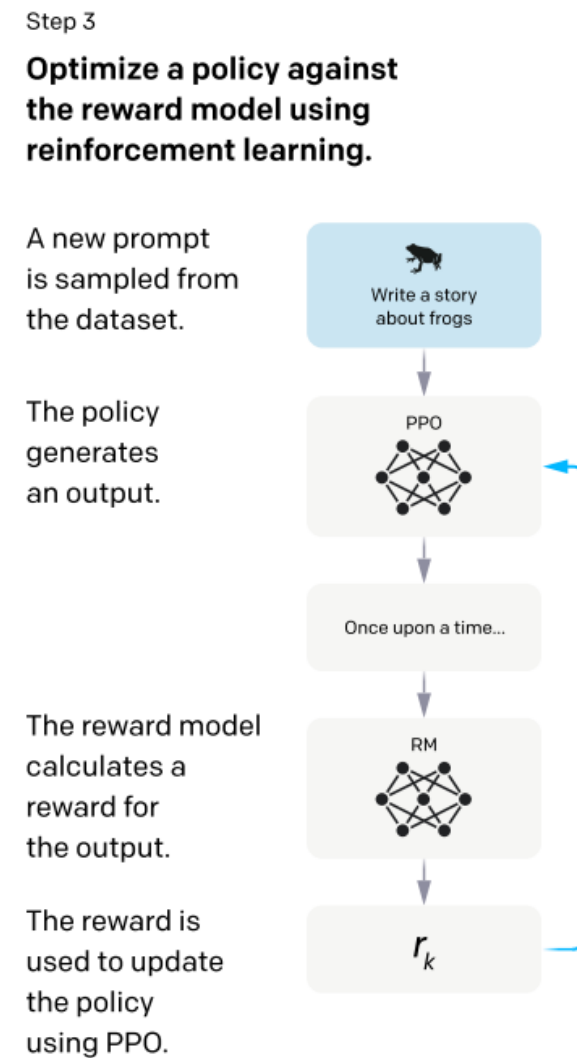 Step 3
Optimize a policy against
the reward model using
reinforcement learning.
A new prompt
is sampled from
the dataset.
Write a story
about frogs
The policy
generates
an output.
PPO
Once upon a time...
The reward model
calculates a
reward for
the output.
RM
The reward is
used to update
the policy
using PPO.
rₖ